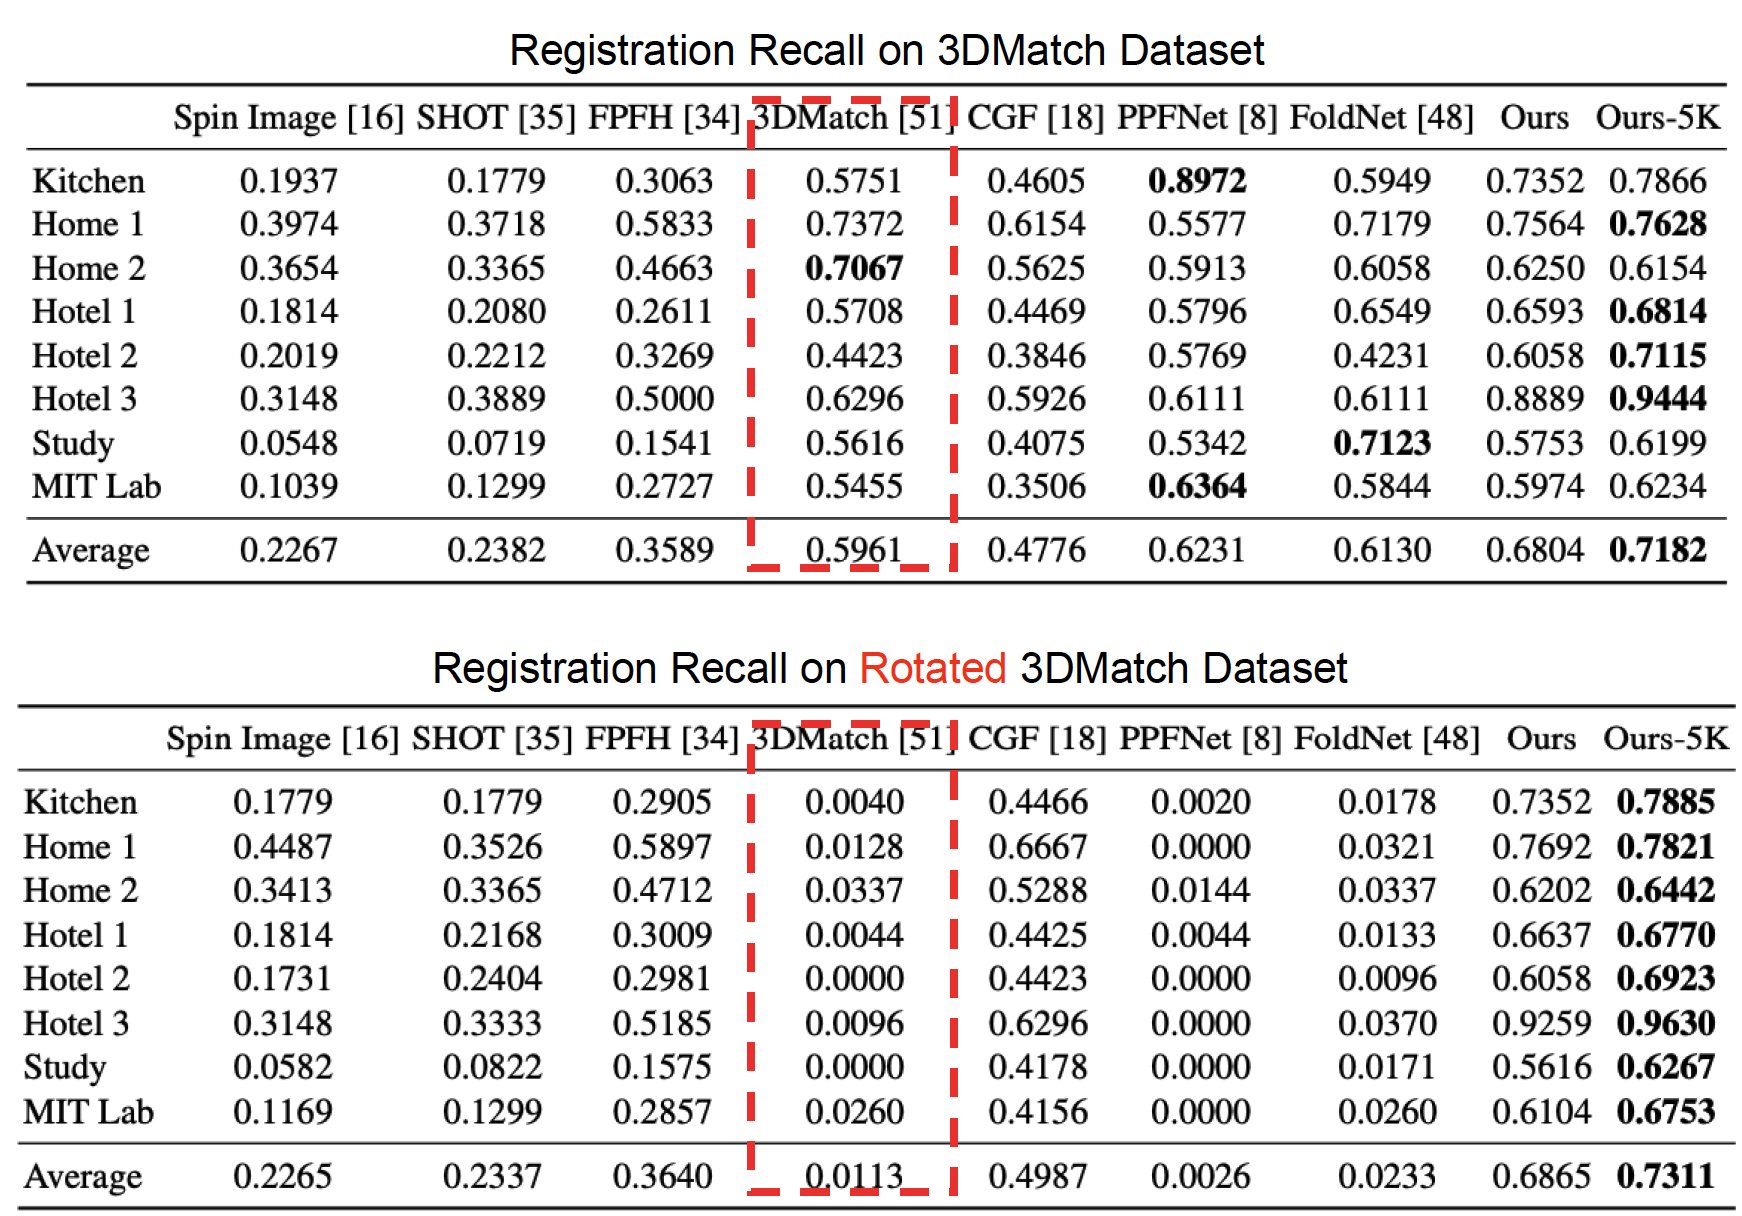 Registration Recall on 3DMatch Dataset
Spin Image [16] SHOT [35] FPFH [34] 3DMatch [51] CGF [18] PPFNet [8] FoldNet [48] Ours Ours-5K
Kitchen 0.1937 0.1779 0.3063 0.5751 0.4605 0.8972 0.5949 0.7352 0.7866
Home 1 0.3974 0.3718 0.5833 0.7372 0.6154 0.5577 0.7179 0.7564 0.7628
Home 2 0.3654 0.3365 0.4663 0.7067 0.5625 0.5913 0.6058 0.6250 0.6154
Hotel 1 0.1814 0.2080 0.2611 0.5708 0.4469 0.5796 0.6549 0.6593 0.6814
Hotel 2 0.2019 0.2212 0.3269 0.4423 0.3846 0.5769 0.4231 0.6058 0.7115
Hotel 3 0.3148 0.3889 0.5000 0.6296 0.5926 0.6111 0.6111 0.8889 0.9444
Study 0.0548 0.0719 0.1541 0.5616 0.4075 0.5342 0.7123 0.5753 0.6199
MIT Lab 0.1039 0.1299 0.2727 0.5455 0.3506 0.6364 0.5844 0.5974 0.6234
Average 0.2267 0.2382 0.3589 0.5961 0.4776 0.6231 0.6130 0.6804 0.7182
Registration Recall on Rotated 3DMatch Dataset
Spin Image [16] SHOT [35] FPFH [34] 3DMatch [51] CGF [18] PPFNet [8] FoldNet [48] Ours Ours-5K
Kitchen 0.1779 0.1779 0.2905 0.0040 0.4466 0.0020 0.0178 0.7352 0.7885
Home 1 0.4487 0.3526 0.5897 0.0128 0.6667 0.0000 0.0321 0.7692 0.7821
Home 2 0.3413 0.3365 0.4712 0.0337 0.5288 0.0144 0.0337 0.6202 0.6442
Hotel 1 0.1814 0.2168 0.3009 0.0044 0.4425 0.0044 0.0133 0.6637 0.6770
Hotel 2 0.1731 0.2404 0.2981 0.0000 0.4423 0.0000 0.0096 0.6058 0.6923
Hotel 3 0.3148 0.3333 0.5185 0.0096 0.6296 0.0000 0.0370 0.9259 0.9630
Study 0.0582 0.0822 0.1575 0.0000 0.4178 0.0000 0.0171 0.5616 0.6267
MIT Lab 0.1169 0.1299 0.2857 0.0260 0.4156 0.0000 0.0260 0.6104 0.6753
Average 0.2265 0.2337 0.3640 0.0113 0.4987 0.0026 0.0233 0.6865 0.7311